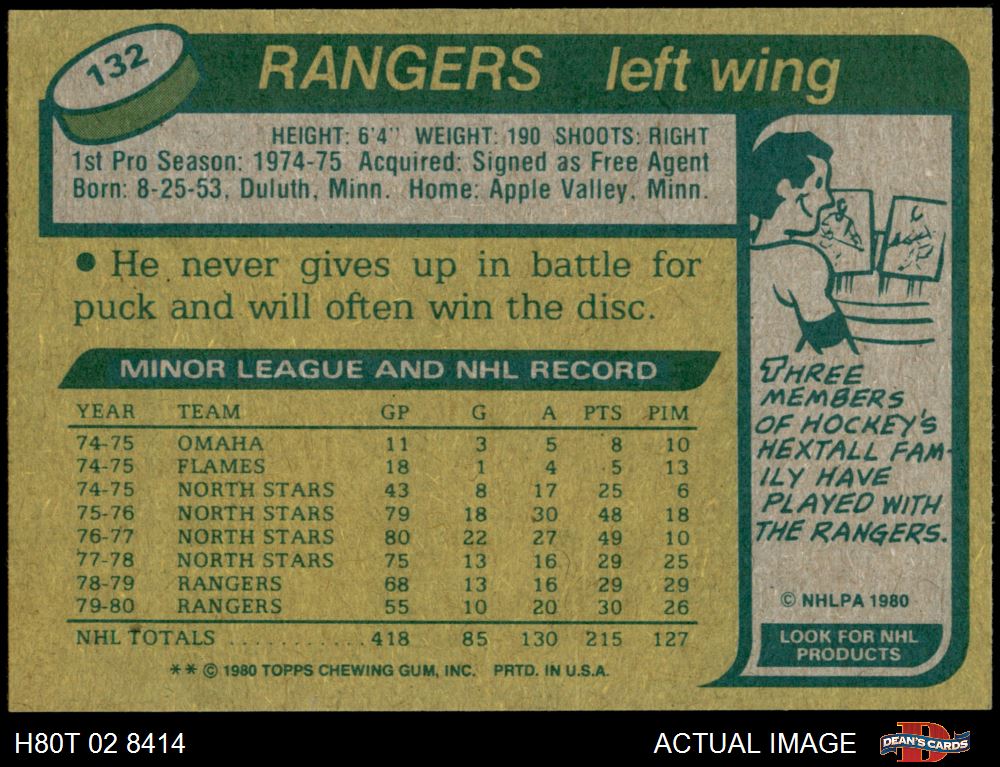 132
RANGERS left wing
HEIGHT: 6'4" WEIGHT: 190 SHOOTS: RIGHT
1st Pro Season: 1974-75 Acquired: Signed as Free Agent
Born: 8-25-53, Duluth, Minn. Home: Apple Valley, Minn.
• He never gives up in battle for
puck and will often win the disc.
MINOR LEAGUE AND NHL RECORD
YEAR TEAM GP G A PTS PIM
74-75 OMAHA 11 3 5 8 10
74-75 FLAMES 18 1 4 5 13
74-75 NORTH STARS 43 8 17 25 6
75-76 NORTH STARS 79 18 30 48 18
76-77 NORTH STARS 80 22 27 49 10
77-78 NORTH STARS 75 13 16 29 25
78-79 RANGERS 68 13 16 29 29
79-80 RANGERS 55 10 20 30 26
NHL TOTALS ............418 85 130 215 127
** © 1980 TOPPS CHEWING GUM, INC. PRTD. IN U.S.A.
THREE
MEMBERS
OF HOCKEY'S
HEXTALL FAM-
ILY HAVE
PLAYED WITH
THE RANGERS.
© NHLPA 1980
LOOK FOR NHL
PRODUCTS
H80T 02 8414
ACTUAL IMAGE
DEAN'S CARDS